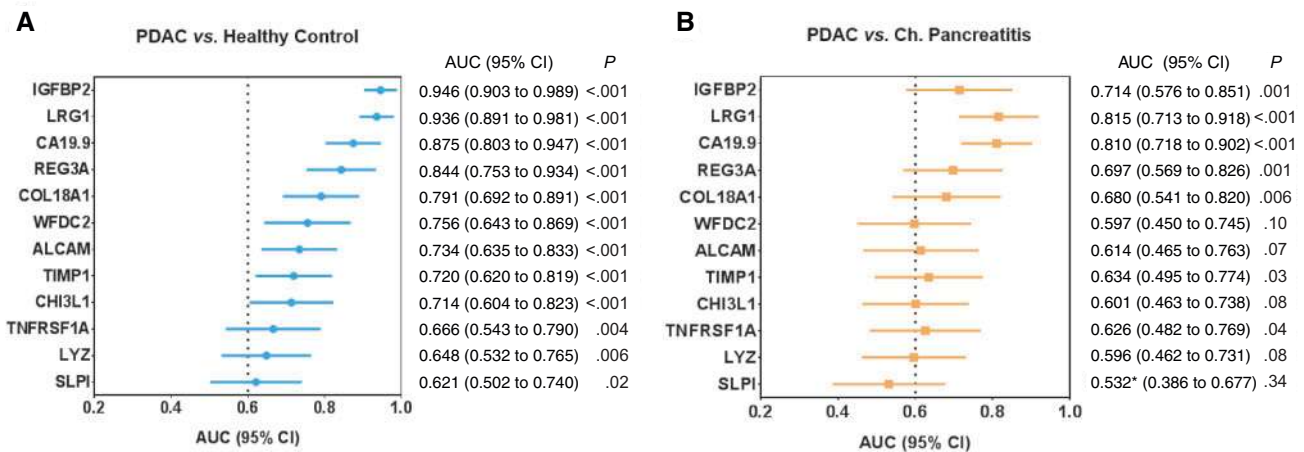 A
PDAC vs. Healthy Control
AUC (95% CI) P
IGFBP2 0.946 (0.903 to 0.989) <.001
LRG1 0.936 (0.891 to 0.981) <.001
CA19.9 0.875 (0.803 to 0.947) <.001
REG3A 0.844 (0.753 to 0.934) <.001
COL18A1 0.791 (0.692 to 0.891) <.001
WFDC2 0.756 (0.643 to 0.869) <.001
ALCAM 0.734 (0.635 to 0.833) <.001
TIMP1 0.720 (0.620 to 0.819) <.001
CHI3L1 0.714 (0.604 to 0.823) <.001
TNFRSF1A 0.666 (0.543 to 0.790) .004
LYZ 0.648 (0.532 to 0.765) .006
SLPI 0.621 (0.502 to 0.740) .02
0.2 0.4 0.6 0.8 1.0
AUC (95% CI)
B
PDAC vs. Ch. Pancreatitis
AUC (95% CI) P
IGFBP2 0.714 (0.576 to 0.851) .001
LRG1 0.815 (0.713 to 0.918) <.001
CA19.9 0.810 (0.718 to 0.902) <.001
REG3A 0.697 (0.569 to 0.826) .001
COL18A1 0.680 (0.541 to 0.820) .006
WFDC2 0.597 (0.450 to 0.745) .10
ALCAM 0.614 (0.465 to 0.763) .07
TIMP1 0.634 (0.495 to 0.774) .03
CHI3L1 0.601 (0.463 to 0.738) .08
TNFRSF1A 0.626 (0.482 to 0.769) .04
LYZ 0.596 (0.462 to 0.731) .08
SLPI 0.532* (0.386 to 0.677) .34
0.2 0.4 0.6 0.8 1.0
AUC (95% CI)